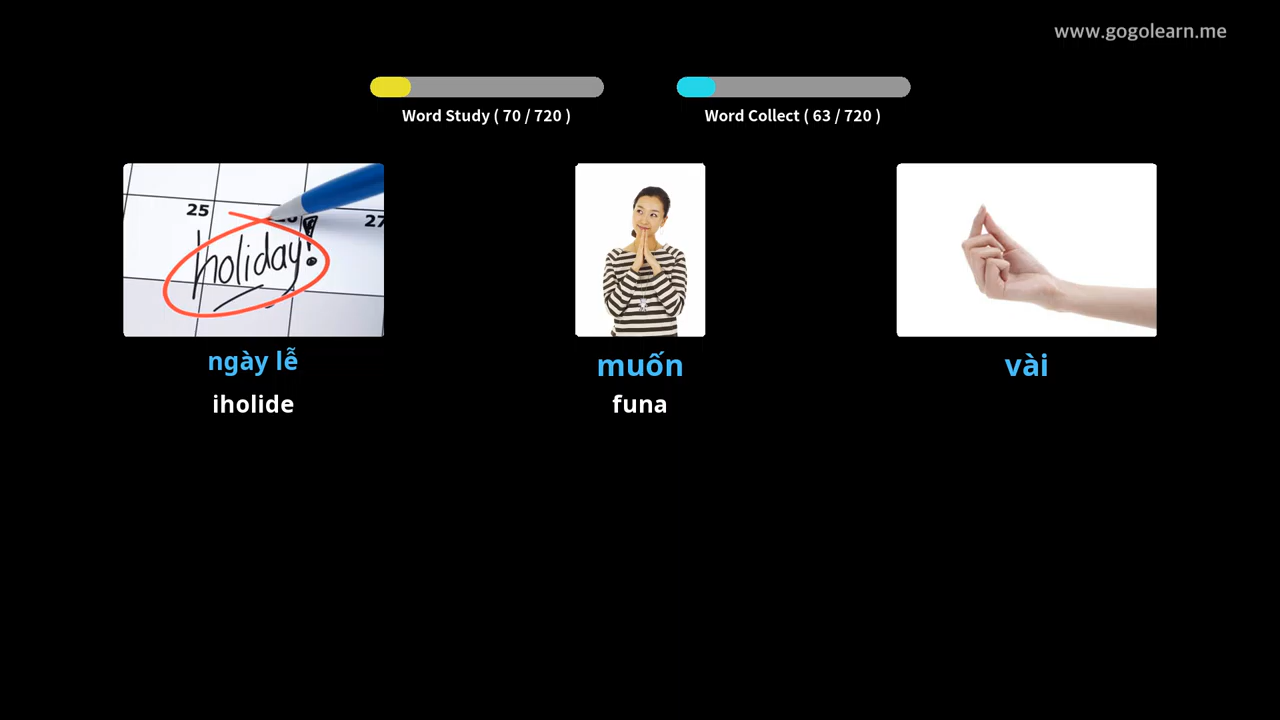 www.gogolearn.me
Word Study ( 70 / 720 )
Word Collect ( 63 / 720 )
25
27
holiday!
ngày lễ
muốn
vài
iholide
funa